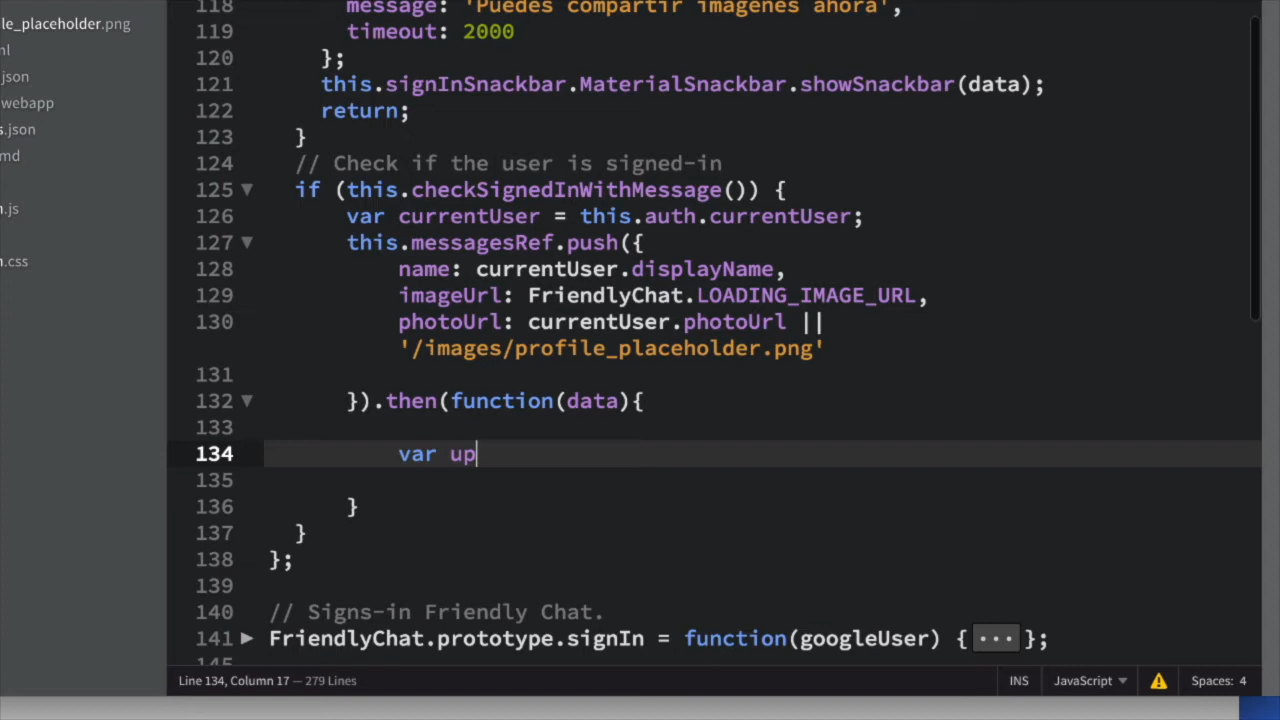 le_placeholder.png
nl
.json
webapp
s.json
md
n.js
n.css
118 message: 'Puedes compartir imagenes ahora',
119 timeout: 2000
120 };
121 this.signInSnackbar.MaterialSnackbar.showSnackbar(data);
122 return;
123 }
124 // Check if the user is signed-in
125 if (this.checkSignedInWithMessage()) {
126 var currentUser = this.auth.currentUser;
127 this.messagesRef.push({
128 name: currentUser.displayName,
129 imageUrl: FriendlyChat.LOADING_IMAGE_URL,
130 photoUrl: currentUser.photoUrl ||
'/images/profile_placeholder.png'
131
132 }).then(function(data){
133
134 var up
135
136 }
137 }
138 };
139
140 // Signs-in Friendly Chat.
141 FriendlyChat.prototype.signIn = function(googleUser) {...};
Line 134, Column 17 — 279 Lines
INS
JavaScript
Spaces: 4